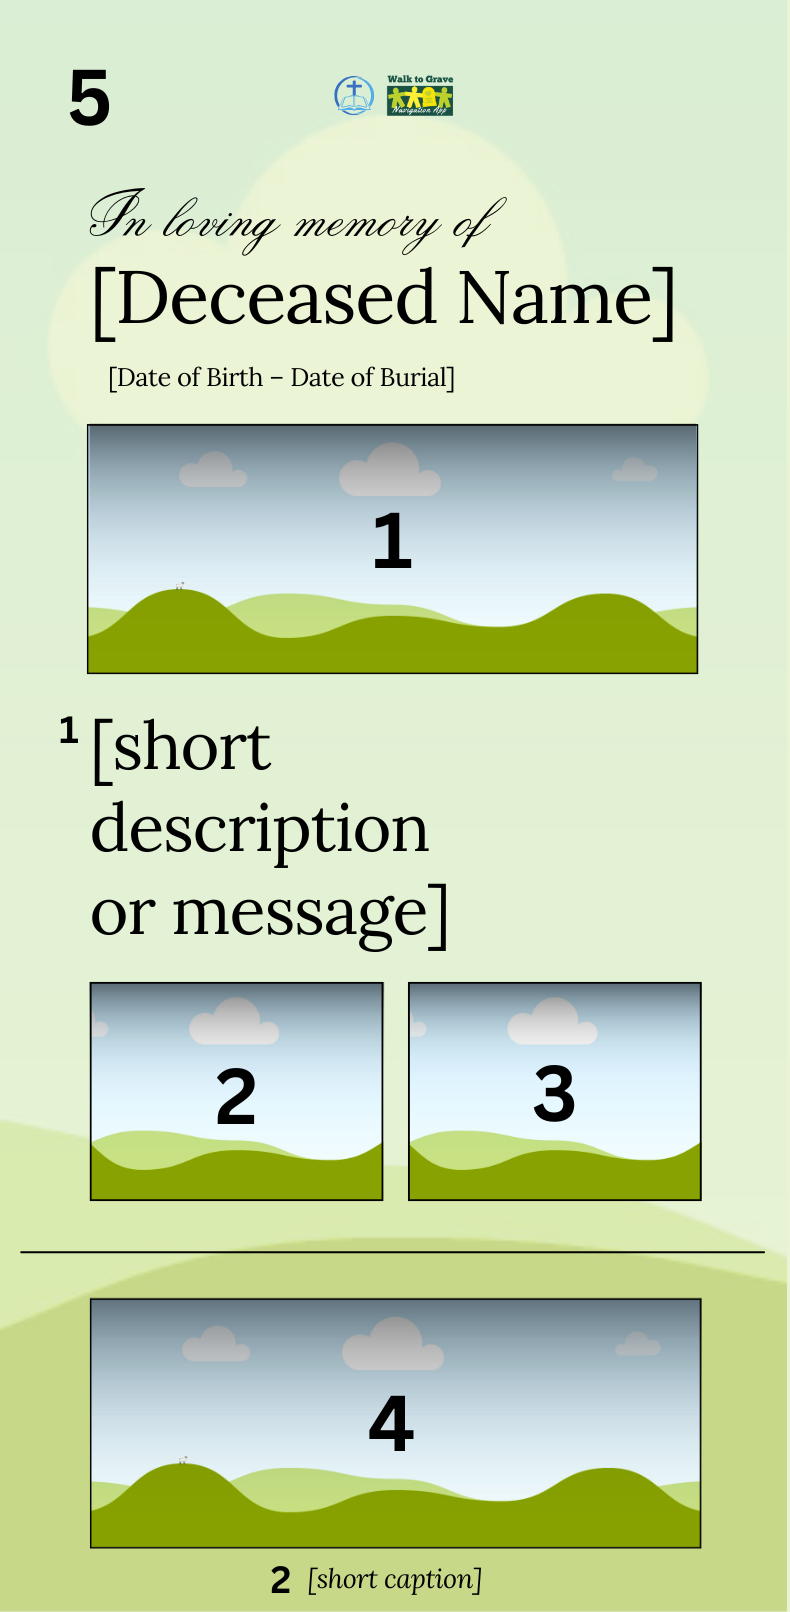 5
Walk to Grave
Navigation App
In loving memory of
[Deceased Name]
[Date of Birth – Date of Burial]
1
1 [short
description
or message]
2
3
4
2 [short caption]